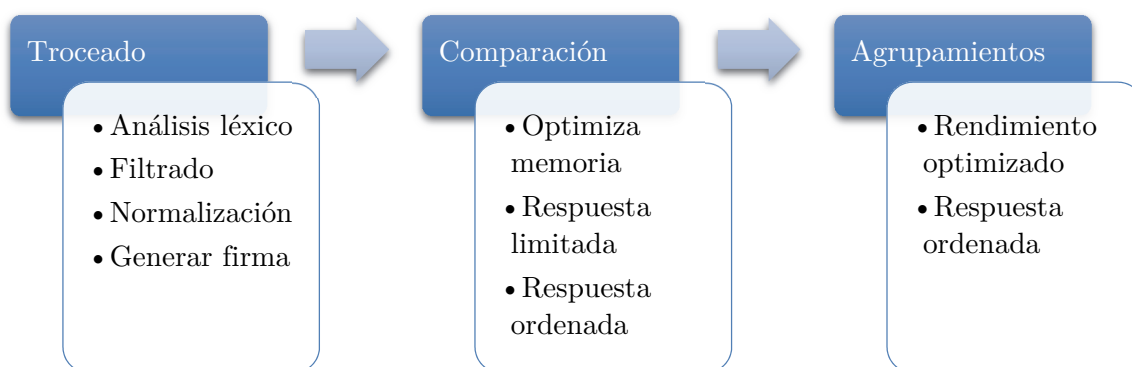 Troceado
• Análisis léxico
• Filtrado
• Normalización
• Generar firma
Comparación
• Optimiza
memoria
• Respuesta
limitada
• Respuesta
ordenada
Agrupamientos
• Rendimiento
optimizado
• Respuesta
ordenada